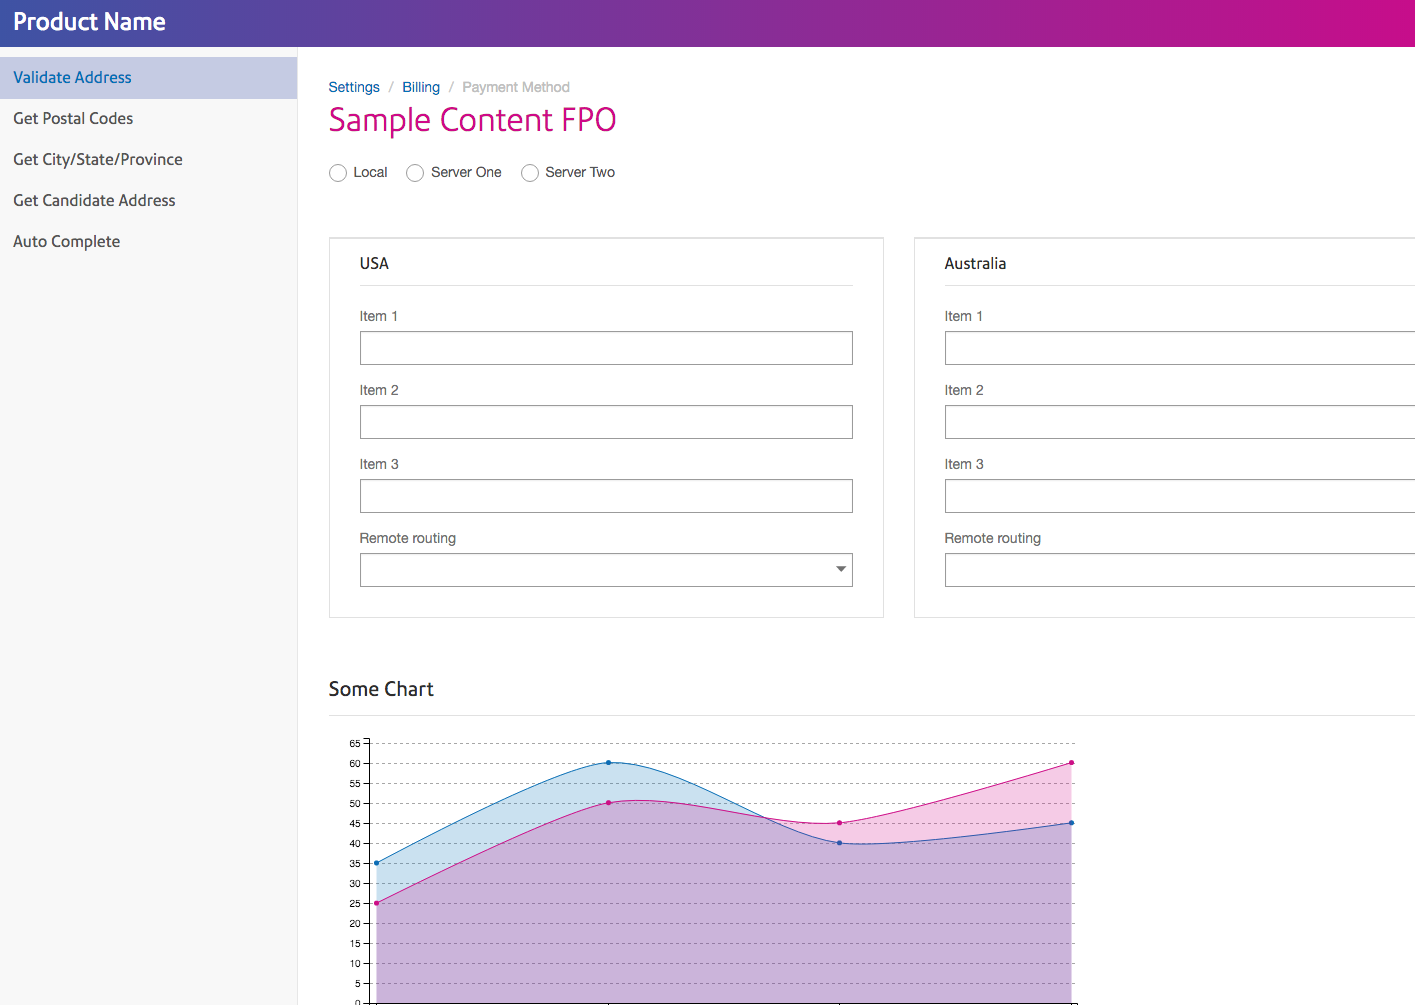 Product Name
Validate Address
Get Postal Codes
Get City/State/Province
Get Candidate Address
Auto Complete
Settings / Billing / Payment Method
Sample Content FPO
Local Server One Server Two
USA
Item 1
Item 2
Item 3
Remote routing
Australia
Item 1
Item 2
Item 3
Remote routing
Some Chart
65
60
55
50
45
40
35
30
25
20
15
10
5
0